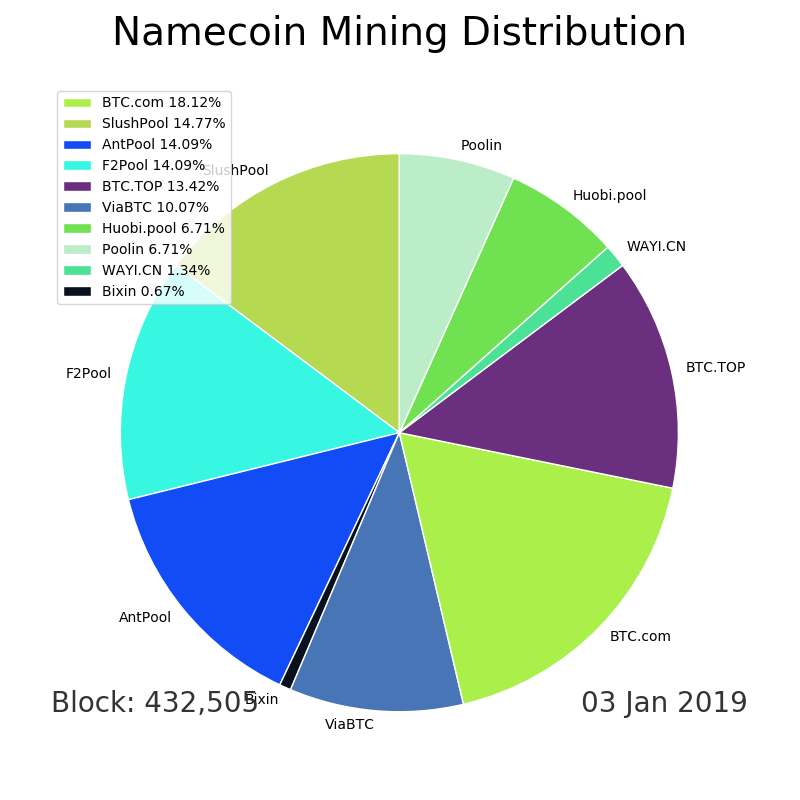 Namecoin Mining Distribution
BTC.com 18.12%
SlushPool 14.77%
AntPool 14.09%
F2Pool 14.09%
BTC.TOP 13.42%
ViaBTC 10.07%
Huobi.pool 6.71%
Poolin 6.71%
WAYI.CN 1.34%
Bixin 0.67%
Poolin
SlushPool
Huobi.pool
WAYI.CN
BTC.TOP
F2Pool
AntPool
BTC.com
Bixin
ViaBTC
Block: 432,505
03 Jan 2019